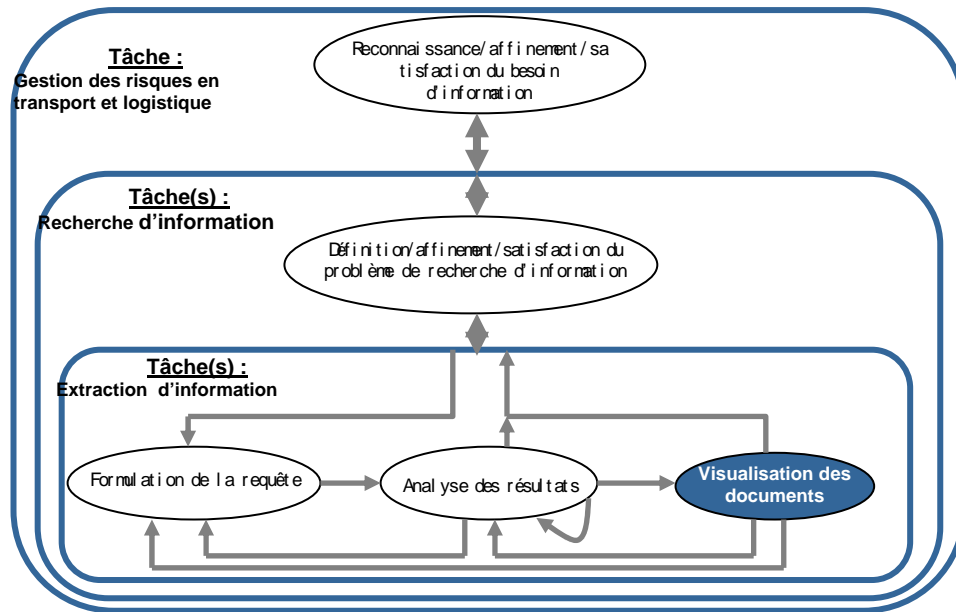 Tâche :
Gestion des risques en
transport et logistique
Reconnaissance/affinement/sa
tisfaction du besoin
d'information
Tâche(s) :
Recherche d'information
Définition/affinement/satisfaction du
problème de recherche d'information
Tâche(s) :
Extraction d'information
Formulation de la requête
Analyse des résultats
Visualisation des
documents